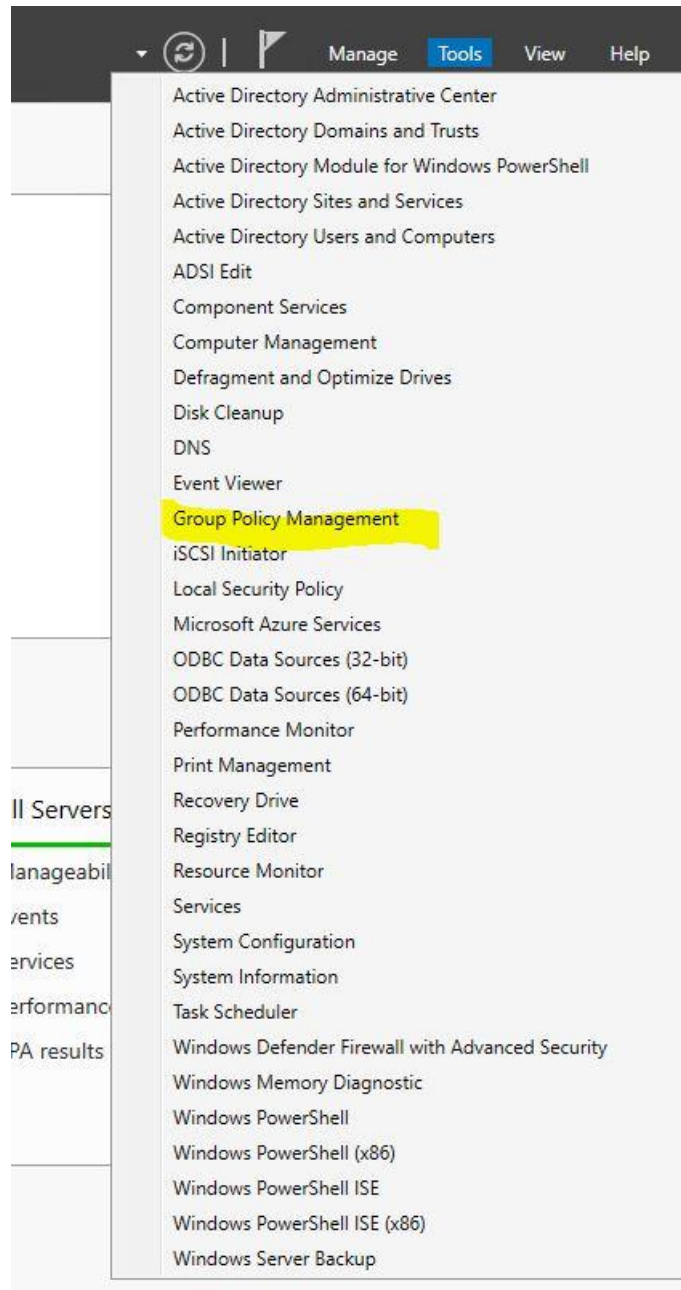 Manage Tools View Help
Active Directory Administrative Center
Active Directory Domains and Trusts
Active Directory Module for Windows PowerShell
Active Directory Sites and Services
Active Directory Users and Computers
ADSI Edit
Component Services
Computer Management
Defragment and Optimize Drives
Disk Cleanup
DNS
Event Viewer
Group Policy Management
iSCSI Initiator
Local Security Policy
Microsoft Azure Services
ODBC Data Sources (32-bit)
ODBC Data Sources (64-bit)
Performance Monitor
Print Management
Recovery Drive
Registry Editor
Resource Monitor
Services
System Configuration
System Information
Task Scheduler
Windows Defender Firewall with Advanced Security
Windows Memory Diagnostic
Windows PowerShell
Windows PowerShell (x86)
Windows PowerShell ISE
Windows PowerShell ISE (x86)
Windows Server Backup
ll Servers
lanageabil
vents
ervices
erformanc
PA results